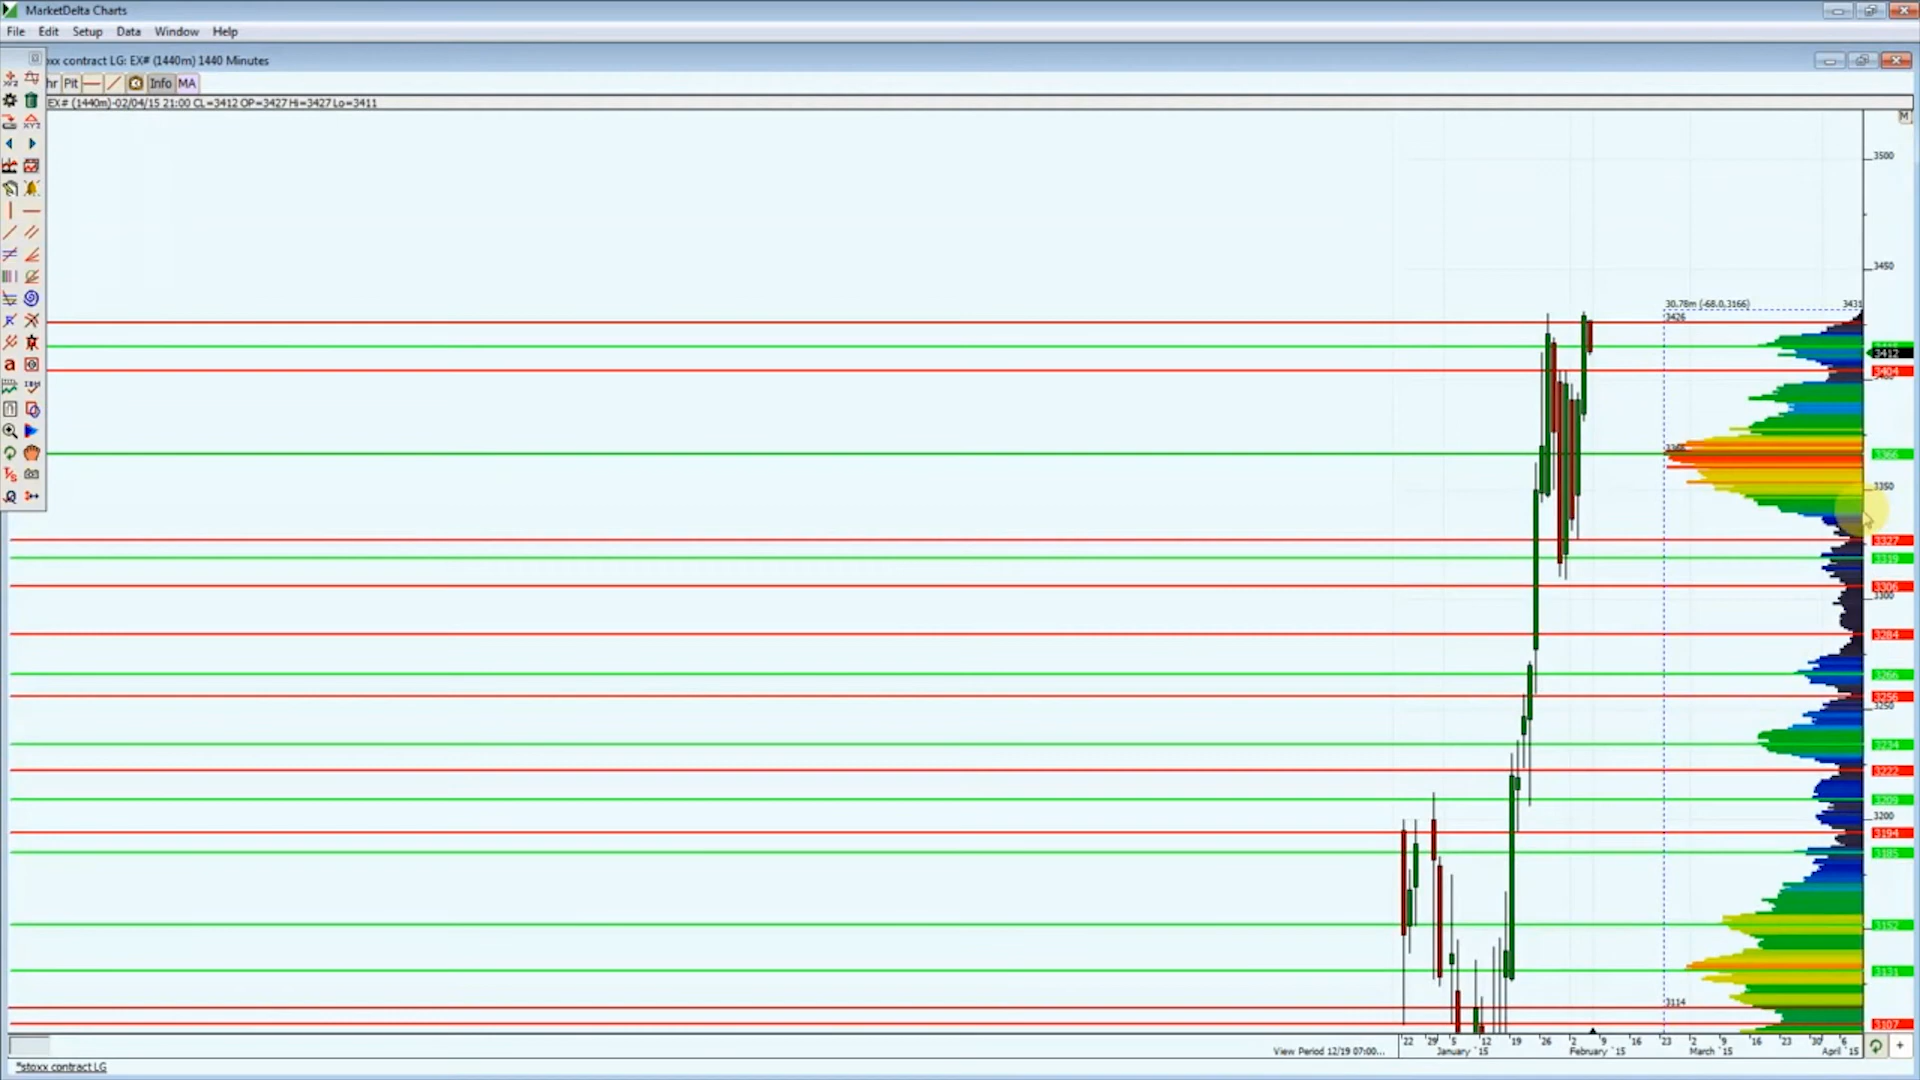 MarketDelta Charts
File Edit Setup Data Window Help
oxx contract LG: EX# (1440m) 1440 Minutes
hr Pit Info MA
EX# (1440m)-02/04/15 21:00 CL=3412 OP=3427 Hi=3427 Lo=3411
M
3500
3450
30.78m (-68.0,3166) 3431
3426
3412
3404
3366
3366
3350
3327
3319
3306
3300
3284
3266
3256
3250
3234
3222
3209
3200
3194
3185
3152
3131
3114
3107
22 29 5 12 19 26 2 9 16 23 2 9 16 23 30 6
View Period 12/19 07:00... January '15 February '15 March '15 April '15
*stoxx contract LG